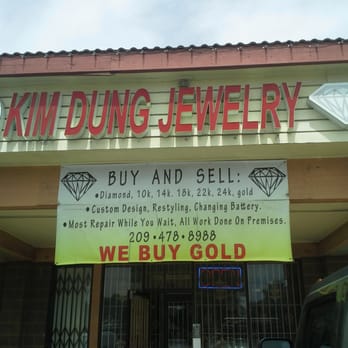 KIM DUNG JEWELRY
BUY AND SELL:
•Diamond, 10k, 14k, 18k, 22k, 24k, gold
•Custom Design, Restyling, Changing Battery.
•Most Repair While You Wait, All Work Done On Premises.
209•478•8988
WE BUY GOLD